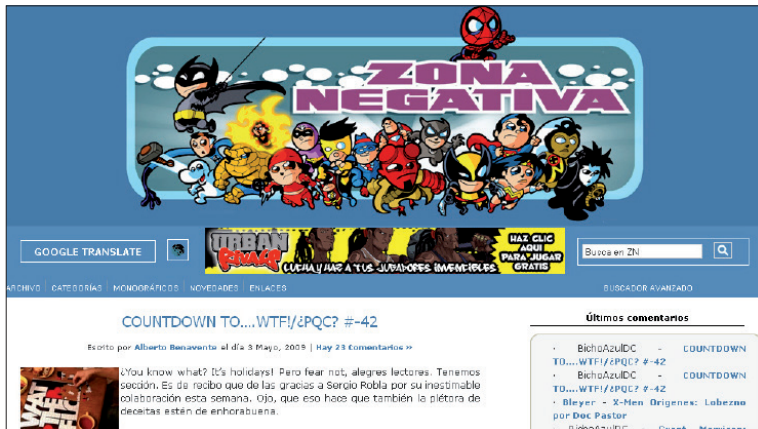 ZONA
NEGATIVA
GOOGLE TRANSLATE
URBAN
RIVALS
LUCHA Y HAZ A TUS JUGADORES INVENCIBLES
HAZ CLIC
AQUI
PARA JUGAR
GRATIS
Busca en ZN
ARCHIVO CATEGORÍAS MONOGRÁFICOS NOVEDADES ENLACES
BUSCADOR AVANZADO
COUNTDOWN TO....WTF!/¿PQC? #-42
Escrito por Alberto Benavente el día 3 Mayo, 2009 | Hay 23 Comentarios »
WHAT
THE
¿You know what? It's holidays! Pero fear not, alegres lectores. Tenemos
sección. Es de recibo que de las gracias a Sergio Robla por su inestimable
colaboración esta semana. Ojo, que eso hace que también la plétora de
deceitas estén de enhorabuena.
Últimos comentarios
· BichoAzulDC - COUNTDOWN
TO....WTF!/¿PQC? #-42
· BichoAzulDC - COUNTDOWN
TO....WTF!/¿PQC? #-42
· Bleyer - X-Men Origenes: Lobezno
por Doc Pastor